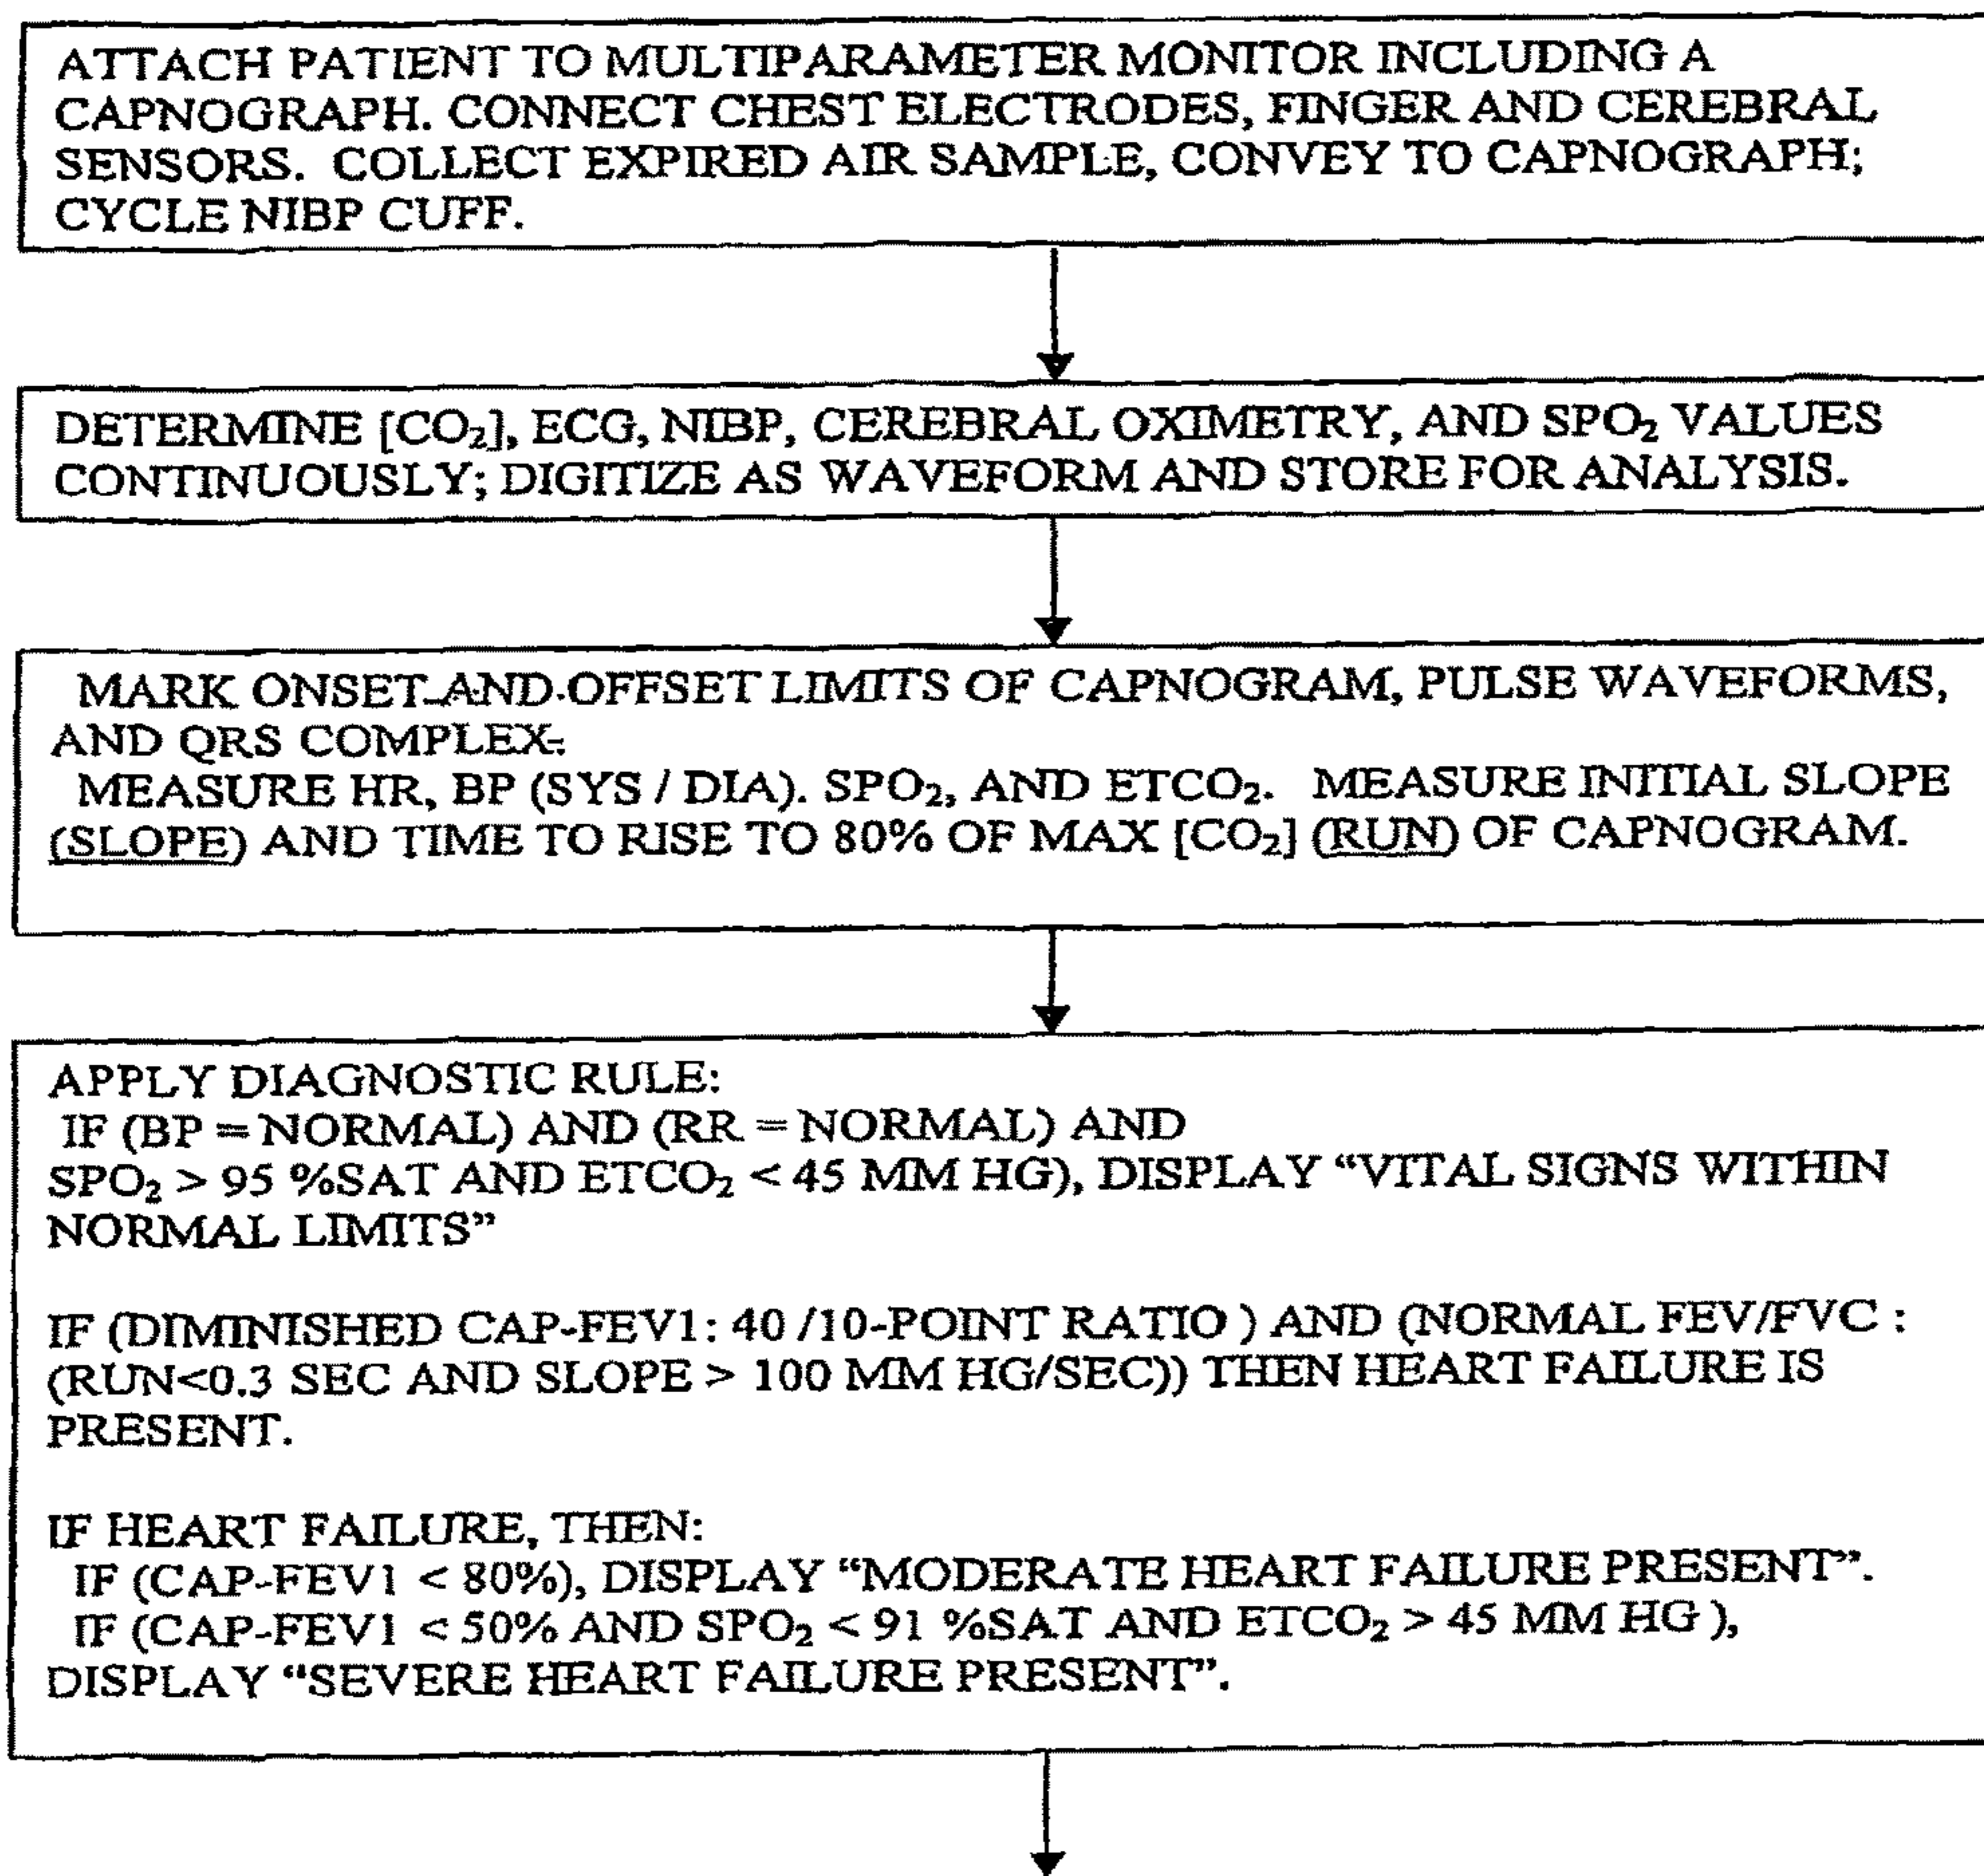 ATTACH PATIENT TO MULTIPARAMETER MONITOR INCLUDING A
CAPNOGRAPH. CONNECT CHEST ELECTRODES, FINGER AND CEREBRAL
SENSORS. COLLECT EXPIRED AIR SAMPLE, CONVEY TO CAPNOGRAPH;
CYCLE NIBP CUFF.
DETERMINE [CO₂], ECG, NIBP, CEREBRAL OXIMETRY, AND SPO₂ VALUES
CONTINUOUSLY; DIGITIZE AS WAVEFORM AND STORE FOR ANALYSIS.
MARK ONSET AND OFFSET LIMITS OF CAPNOGRAM, PULSE WAVEFORMS,
AND QRS COMPLEX.
MEASURE HR, BP (SYS / DIA). SPO₂, AND ETCO₂. MEASURE INITIAL SLOPE
(SLOPE) AND TIME TO RISE TO 80% OF MAX [CO₂] (RUN) OF CAPNOGRAM.
APPLY DIAGNOSTIC RULE:
IF (BP = NORMAL) AND (RR = NORMAL) AND
SPO₂ > 95 %SAT AND ETCO₂ < 45 MM HG), DISPLAY “VITAL SIGNS WITHIN
NORMAL LIMITS”
IF (DIMINISHED CAP-FEV1: 40 /10-POINT RATIO ) AND (NORMAL FEV/FVC :
(RUN<0.3 SEC AND SLOPE > 100 MM HG/SEC)) THEN HEART FAILURE IS
PRESENT.
IF HEART FAILURE, THEN:
IF (CAP-FEV1 < 80%), DISPLAY “MODERATE HEART FAILURE PRESENT”.
IF (CAP-FEV1 < 50% AND SPO₂ < 91 %SAT AND ETCO₂ > 45 MM HG ),
DISPLAY “SEVERE HEART FAILURE PRESENT”.